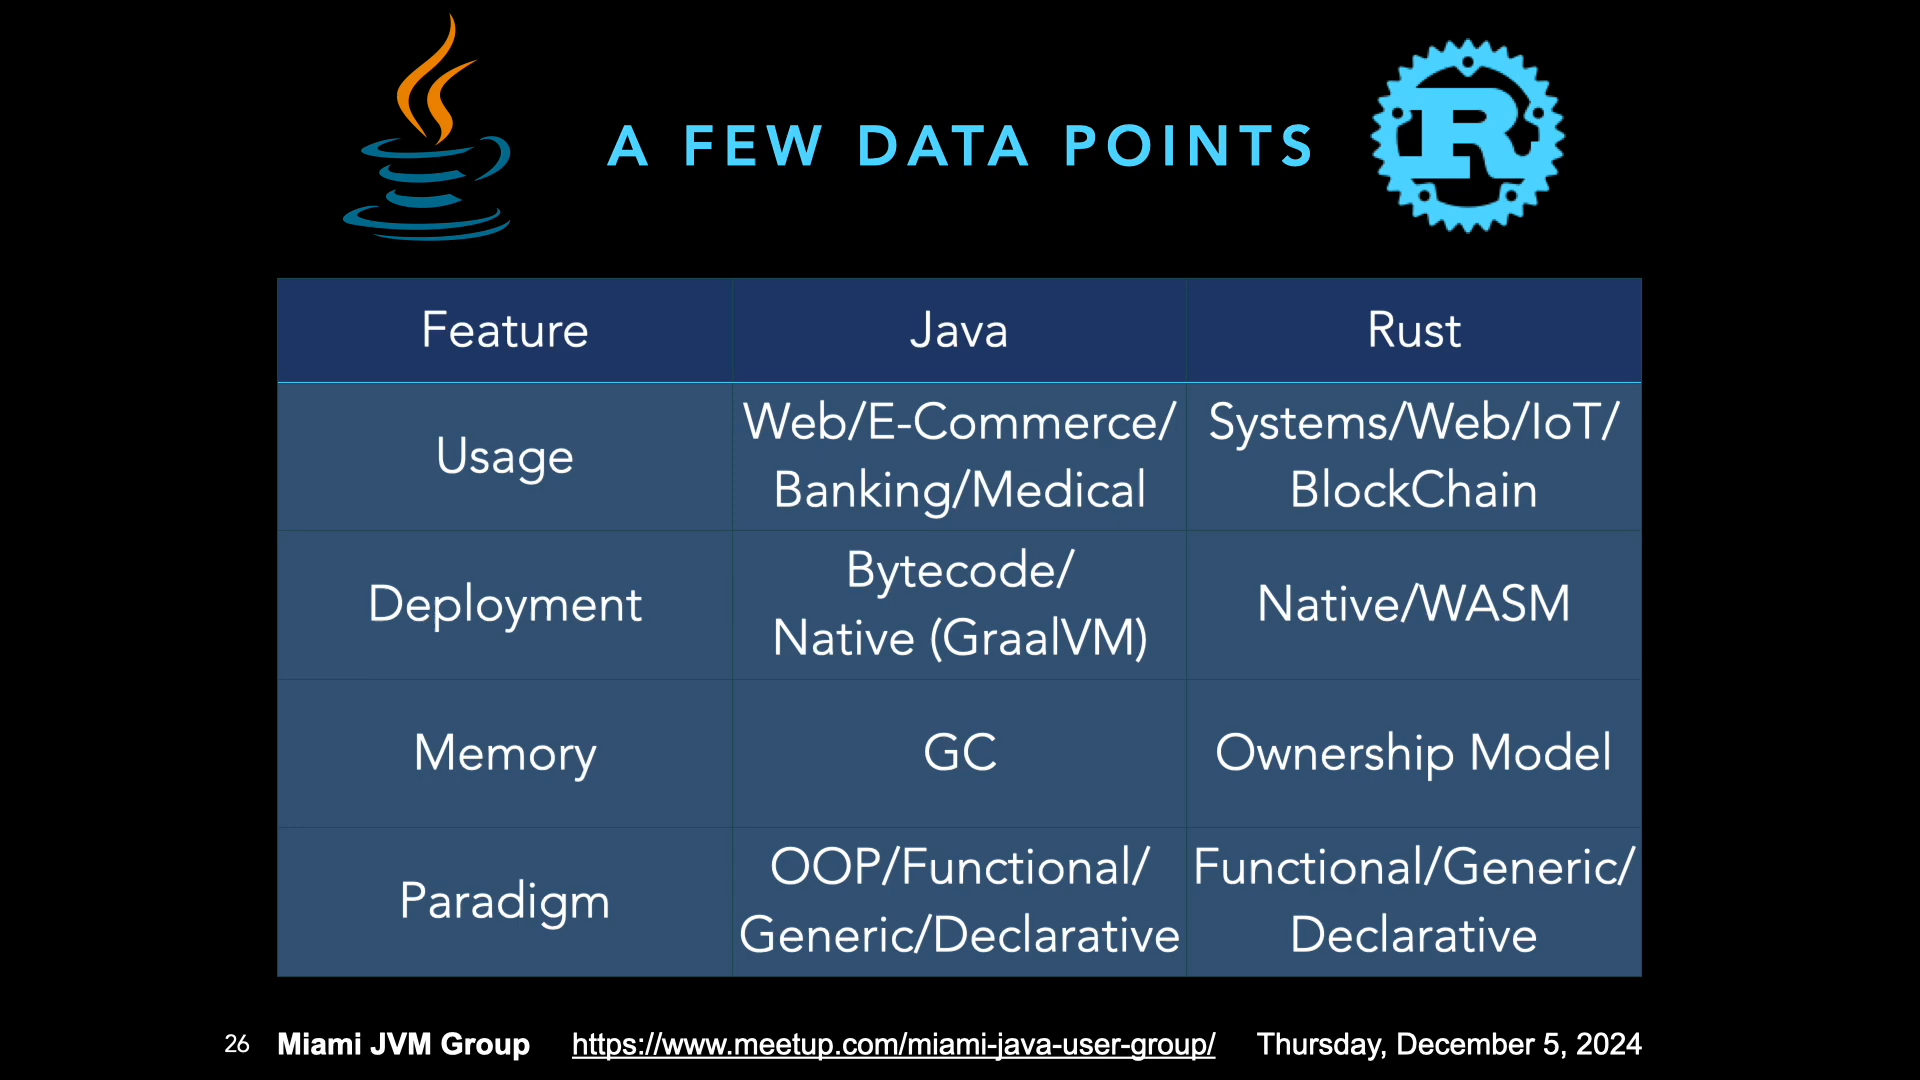 A FEW DATA POINTS
R
Feature Java Rust
Usage
Web/E-Commerce/
Banking/Medical
Systems/Web/IoT/
BlockChain
Deployment
Bytecode/
Native (GraalVM)
Native/WASM
Memory GC Ownership Model
Paradigm
OOP/Functional/
Generic/Declarative
Functional/Generic/
Declarative
26 Miami JVM Group https://www.meetup.com/miami-java-user-group/ Thursday, December 5, 2024